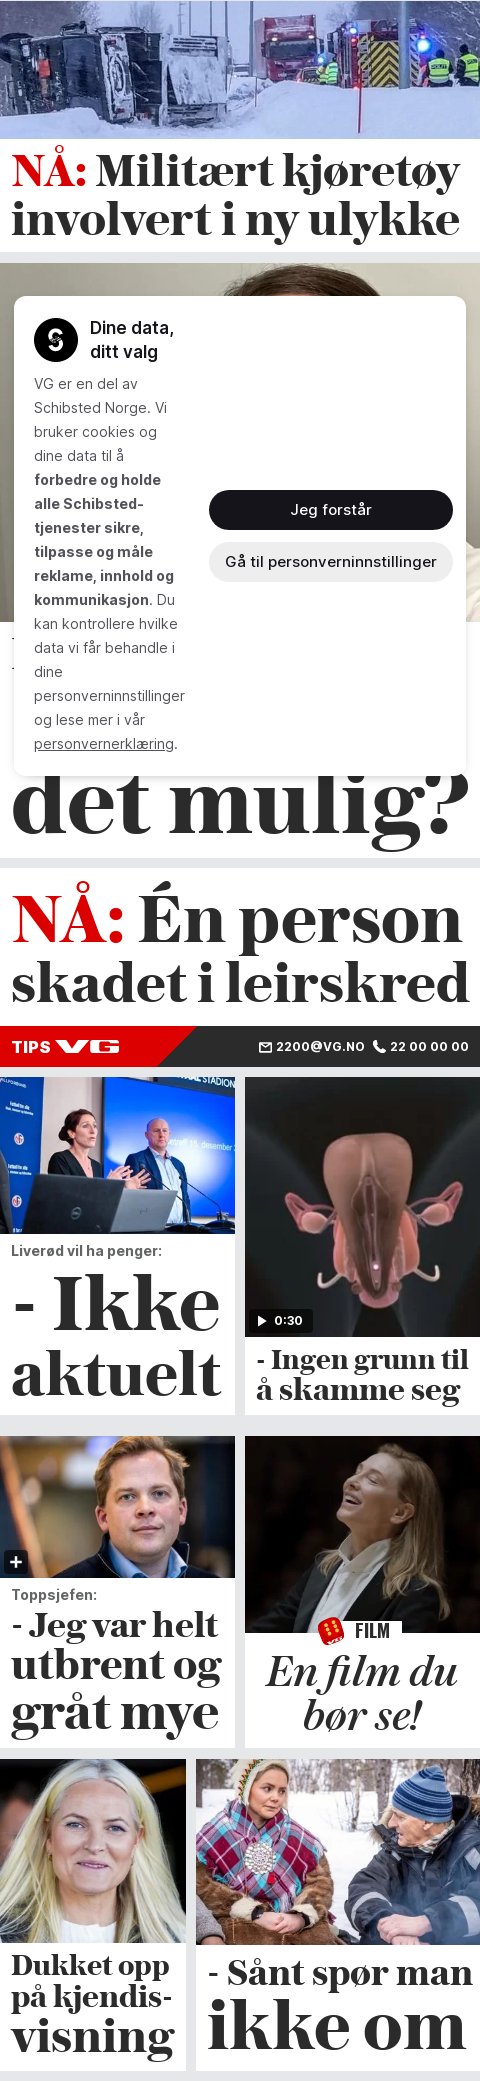 NÅ: Militært kjøretøy
involvert i ny ulykke
Dine data,
ditt valg
VG er en del av
Schibsted Norge. Vi
bruker cookies og
dine data til å
forbedre og holde
alle Schibsted-
tjenester sikre,
tilpasse og måle
reklame, innhold og
kommunikasjon. Du
kan kontrollere hvilke
data vi får behandle i
dine
personverninnstillinger
og lese mer i vår
personvernerklæring.
Jeg forstår
Gå til personverninnstillinger
det mulig?
NÅ: Én person
skadet i leirskred
TIPS VG
2200@VG.NO 22 00 00 00
Liverød vil ha penger:
- Ikke
aktuelt
0:30
- Ingen grunn til
å skamme seg
Toppsjefen:
- Jeg var helt
utbrent og
gråt mye
FILM
En film du
bør se!
Dukket opp
på kjendis-
visning
- Sånt spør man
ikke om